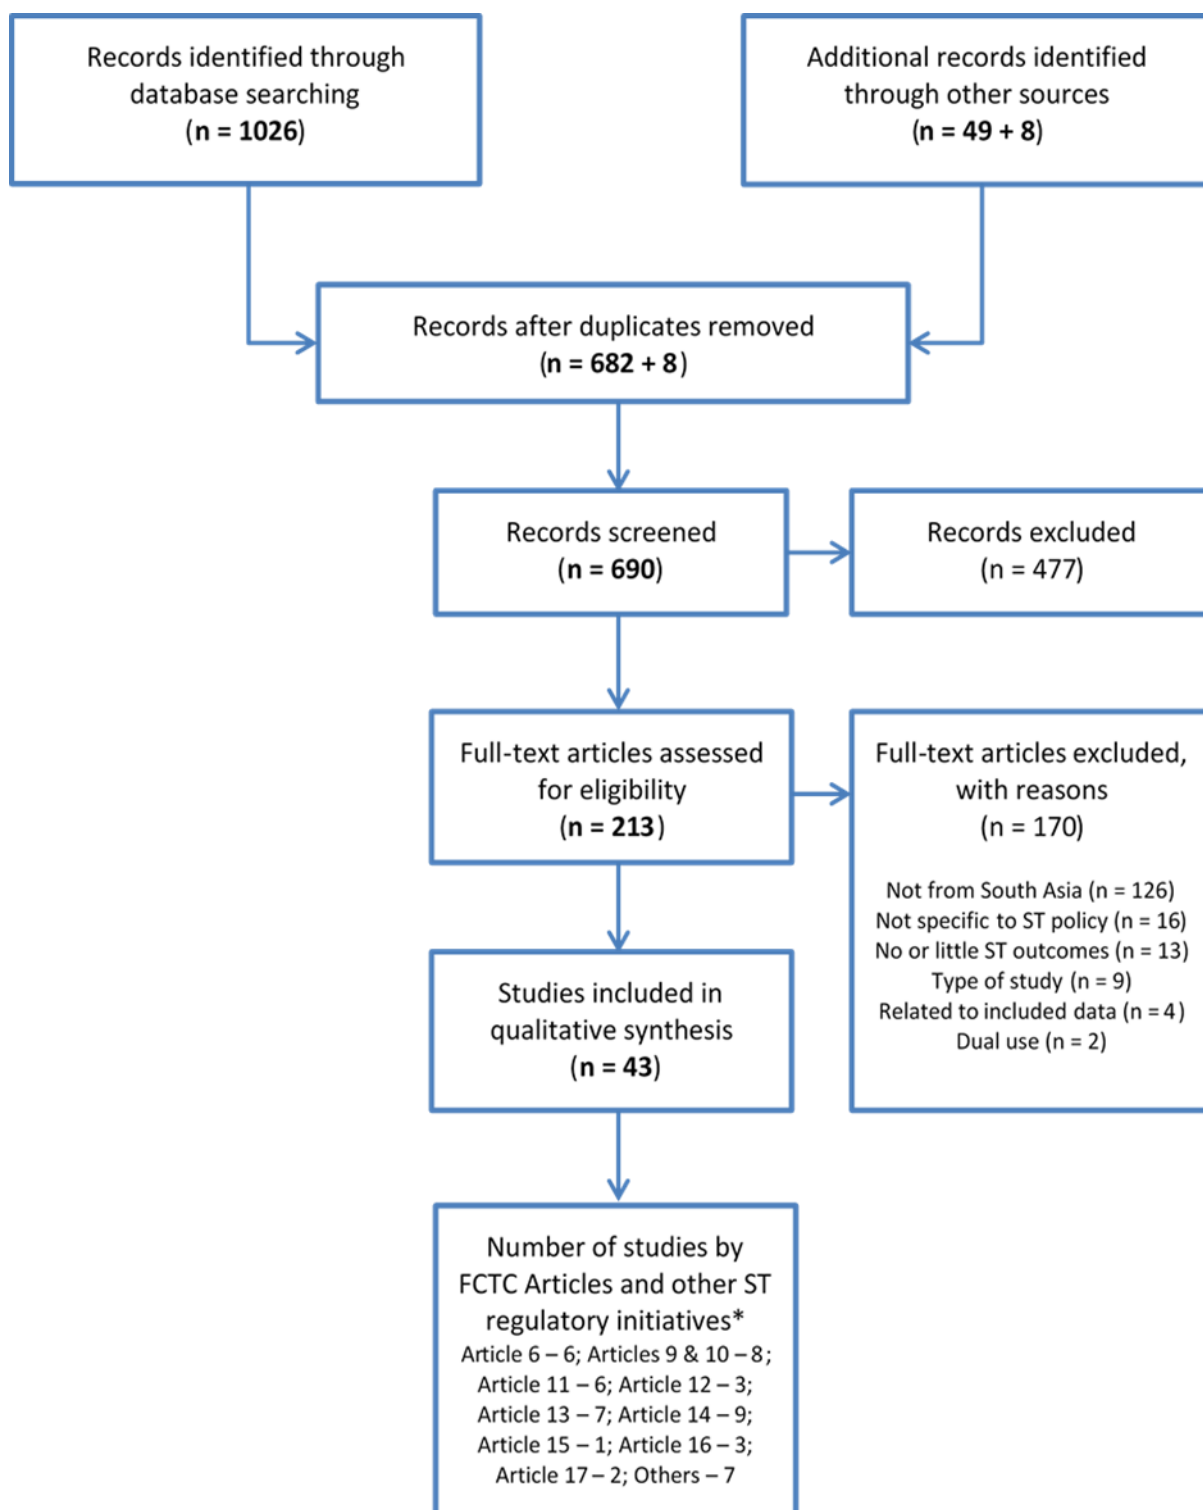 Records identified through
database searching
(n = 1026)
Additional records identified
through other sources
(n = 49 + 8)
Records after duplicates removed
(n = 682 + 8)
Records screened
(n = 690)
Records excluded
(n = 477)
Full-text articles assessed
for eligibility
(n = 213)
Full-text articles excluded,
with reasons
(n = 170)
Not from South Asia (n = 126)
Not specific to ST policy (n = 16)
No or little ST outcomes (n = 13)
Type of study (n = 9)
Related to included data (n = 4)
Dual use (n = 2)
Studies included in
qualitative synthesis
(n = 43)
Number of studies by
FCTC Articles and other ST
regulatory initiatives*
Article 6 – 6; Articles 9 & 10 – 8;
Article 11 – 6; Article 12 – 3;
Article 13 – 7; Article 14 – 9;
Article 15 – 1; Article 16 – 3;
Article 17 – 2; Others – 7